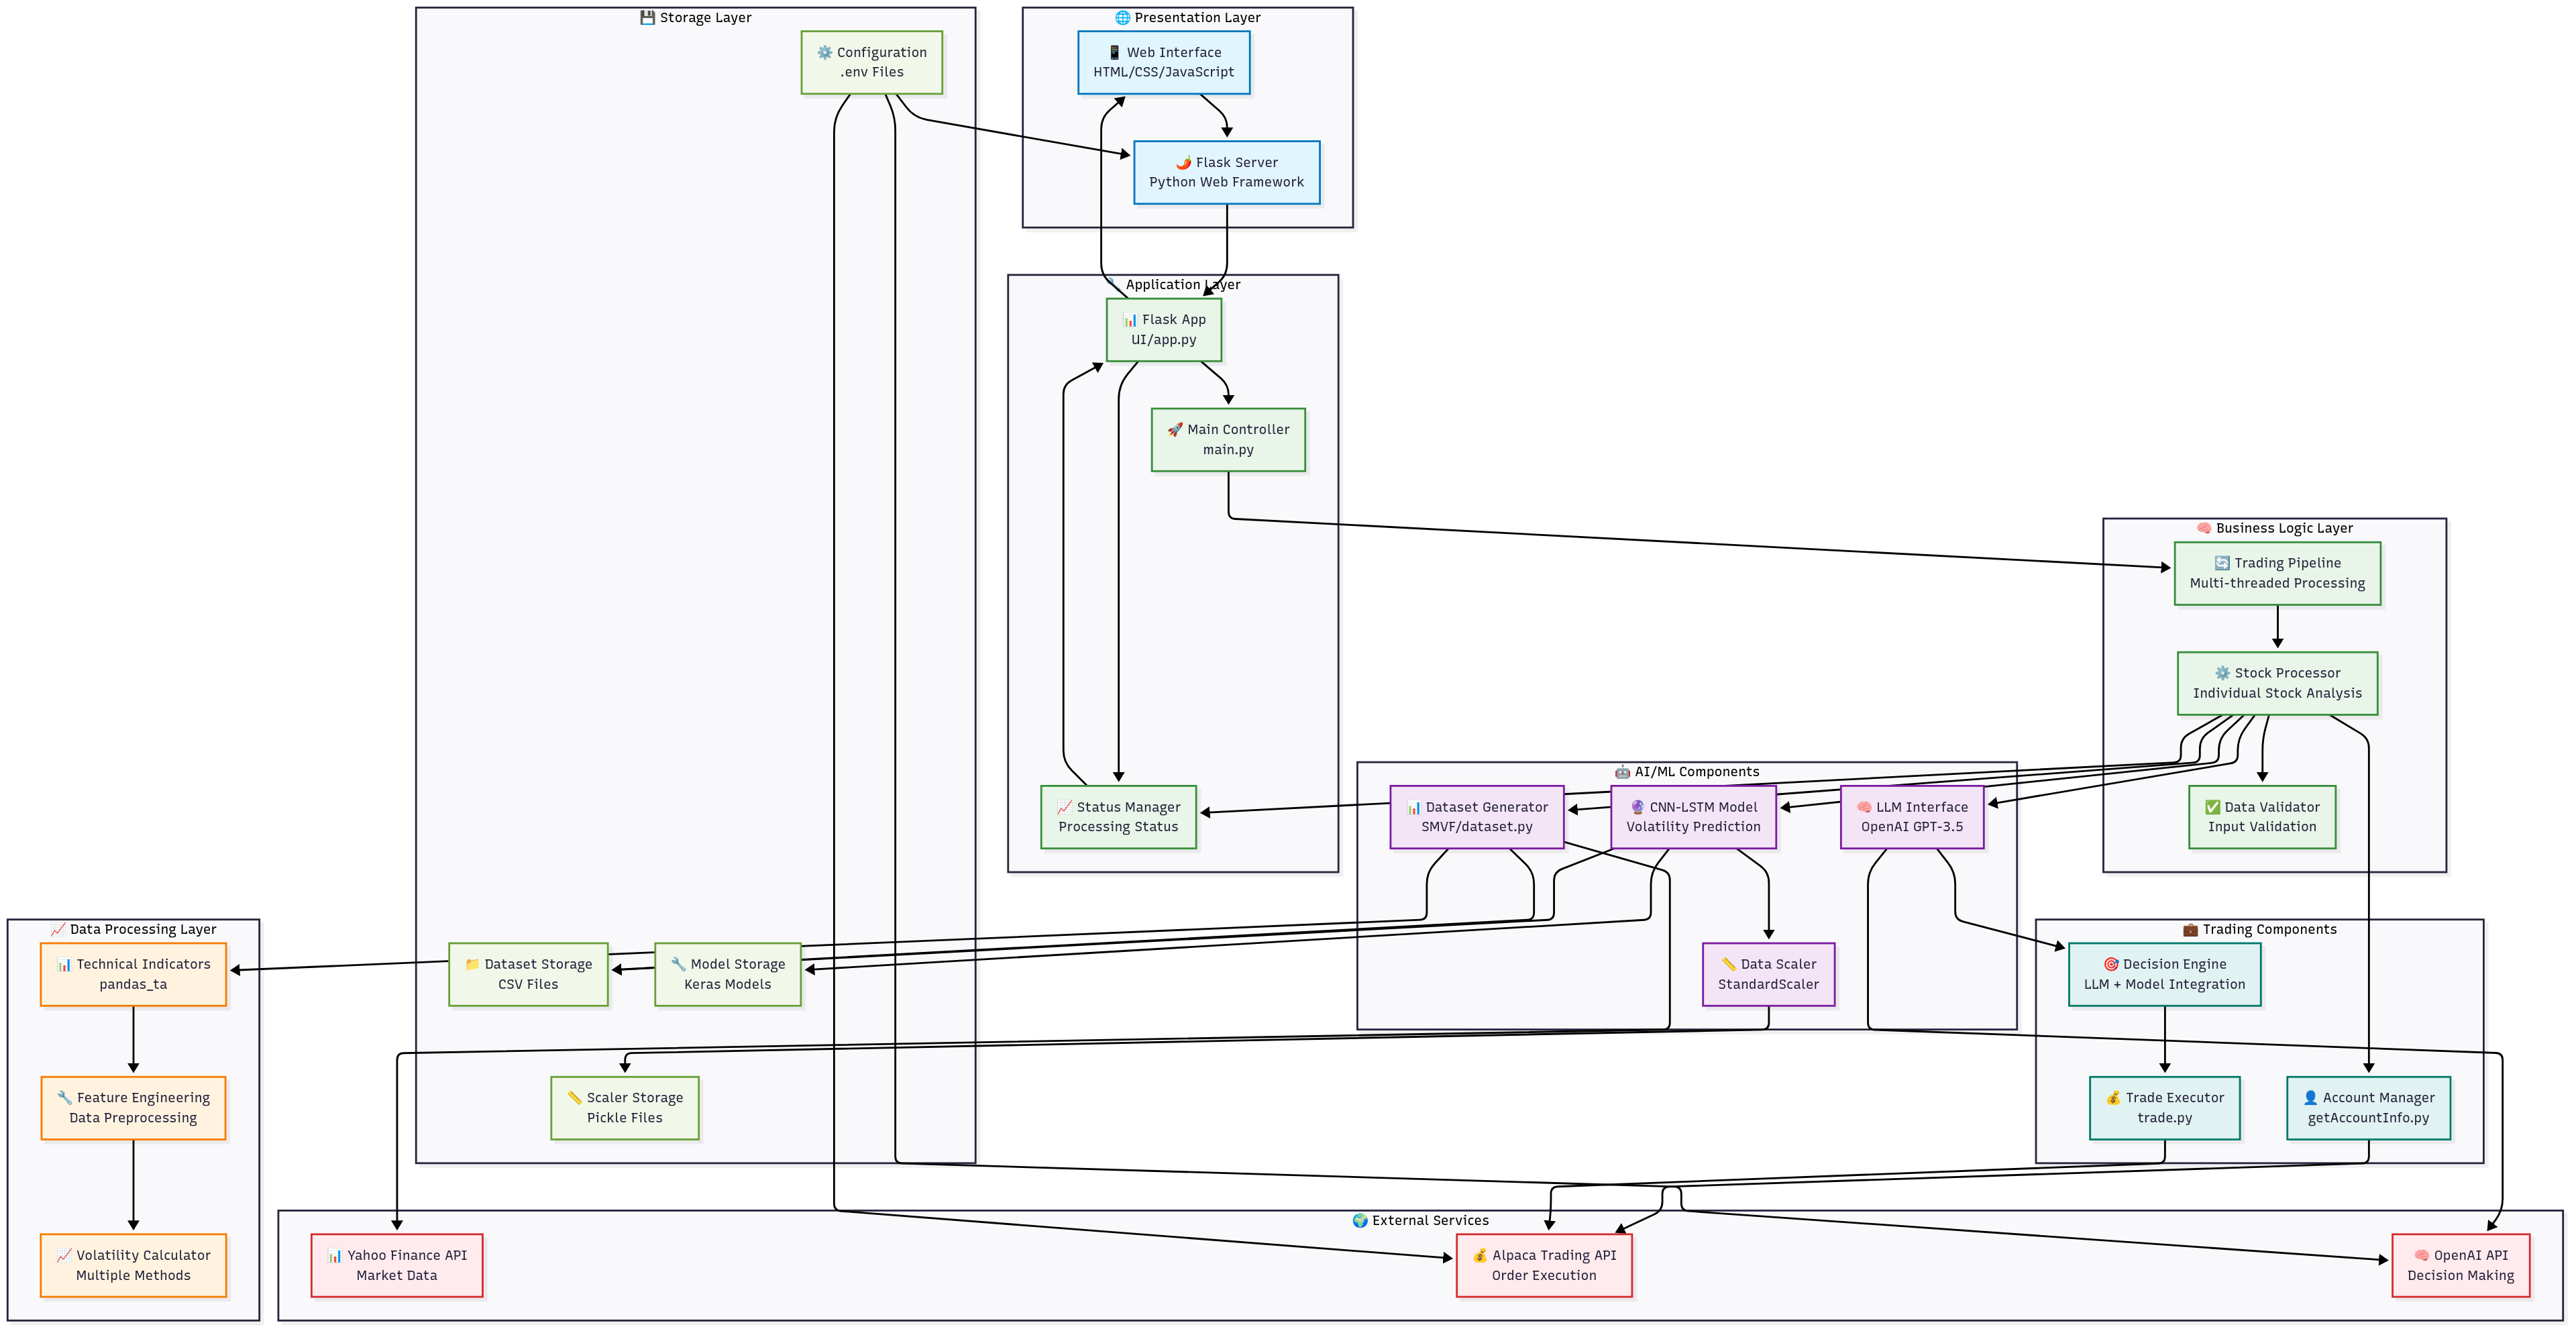 💾 Storage Layer
⚙️ Configuration
.env Files
📁 Dataset Storage
CSV Files
🔧 Model Storage
Keras Models
📏 Scaler Storage
Pickle Files
🌐 Presentation Layer
📱 Web Interface
HTML/CSS/JavaScript
🌶️ Flask Server
Python Web Framework
🔧 Application Layer
📊 Flask App
UI/app.py
🚀 Main Controller
main.py
📈 Status Manager
Processing Status
🧠 Business Logic Layer
🔄 Trading Pipeline
Multi-threaded Processing
⚙️ Stock Processor
Individual Stock Analysis
✅ Data Validator
Input Validation
🤖 AI/ML Components
📊 Dataset Generator
SMVF/dataset.py
🔮 CNN-LSTM Model
Volatility Prediction
🧠 LLM Interface
OpenAI GPT-3.5
📏 Data Scaler
StandardScaler
📈 Data Processing Layer
📊 Technical Indicators
pandas_ta
🔧 Feature Engineering
Data Preprocessing
📈 Volatility Calculator
Multiple Methods
💼 Trading Components
🎯 Decision Engine
LLM + Model Integration
💰 Trade Executor
trade.py
👤 Account Manager
getAccountInfo.py
🌍 External Services
📊 Yahoo Finance API
Market Data
💰 Alpaca Trading API
Order Execution
🧠 OpenAI API
Decision Making